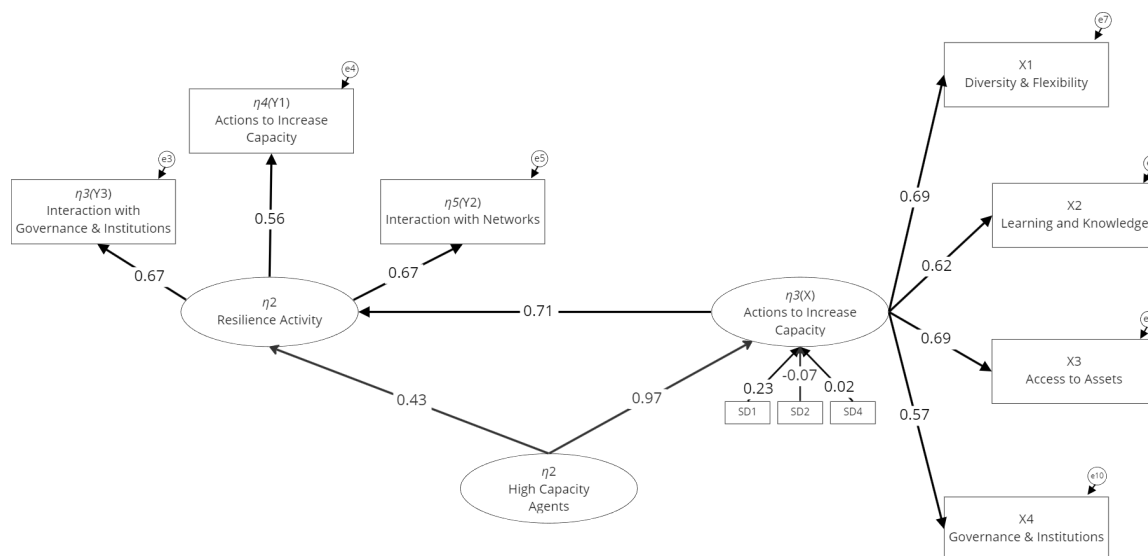 e7
X1
Diversity & Flexibility
e4
η4(Y1)
Actions to Increase
Capacity
e3
η3(Y3)
Interaction with
Governance & Institutions
e5
η5(Y2)
Interaction with Networks
X2
Learning and Knowledge
0.56
0.69
0.67
0.67
0.62
η2
Resilience Activity
0.71
η3(X)
Actions to Increase
Capacity
0.69
X3
Access to Assets
0.43
0.97
0.23
-0.07
0.02
SD1
SD2
SD4
0.57
η2
High Capacity
Agents
e10
X4
Governance & Institutions